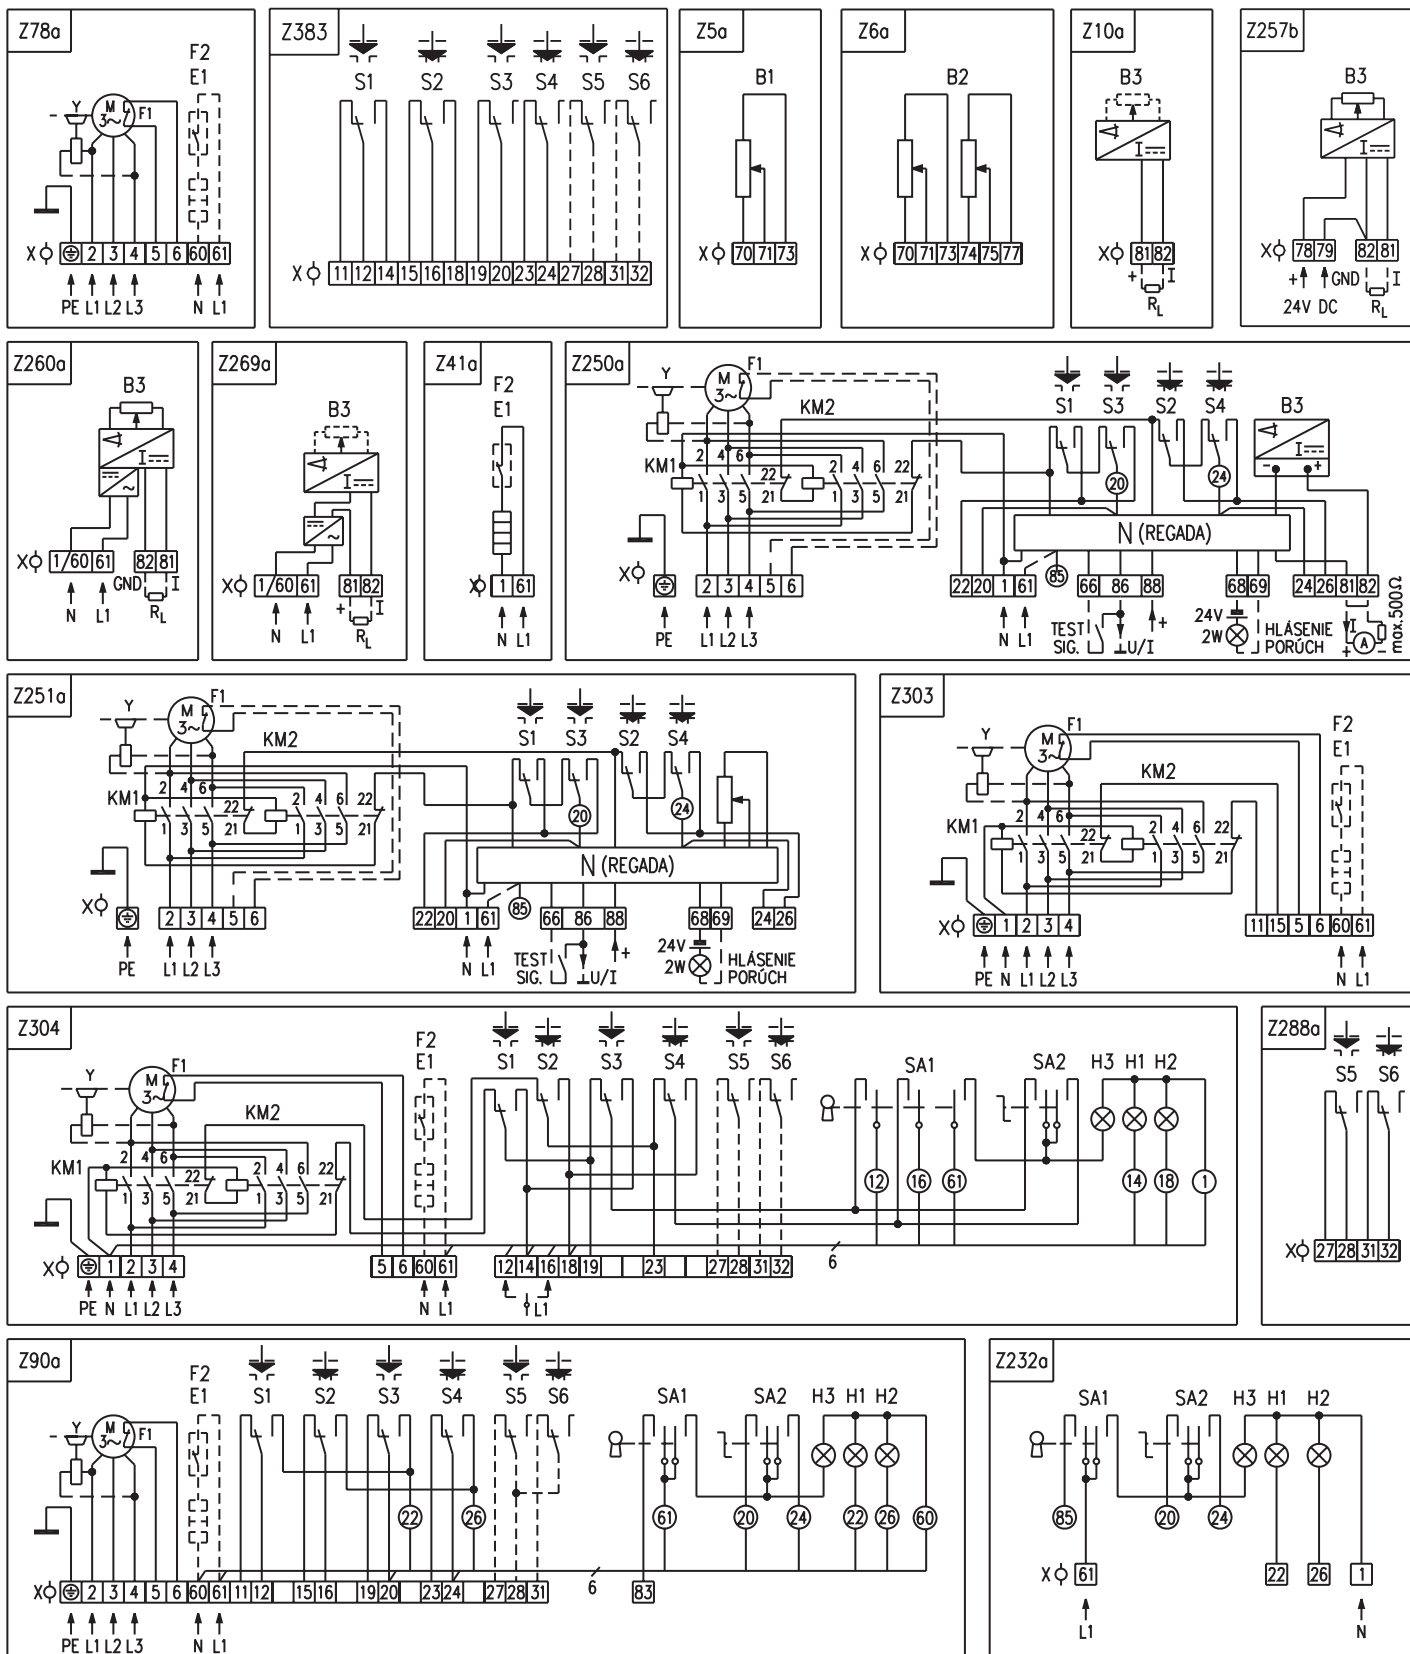 Z78a
F2
E1
Y
M
3~
F1
X
2 3 4 5 6 60 61
PE L1 L2 L3 N L1
Z383
S1 S2 S3 S4 S5 S6
X
11 12 14 15 16 18 19 20 23 24 27 28 31 32
Z5a
B1
X
70 71 73
Z6a
B2
X
70 71 73 74 75 77
Z10a
B3
I
X
81 82
+ I
RL
Z257b
B3
I
X
78 79 82 81
+ GND I
24V DC RL
Z260a
B3
I
~
X
1/60 61 82 81
GND I
N L1 RL
Z269a
B3
I
~
X
1/60 61 81 82
+ I
N L1 RL
Z41a
F2
E1
X
1 61
N L1
Z250a
Y
M
3~
F1
KM2
S1 S3 S2 S4 B3
I
- +
2 4 6 22 2 4 6 22
KM1
1 3 5 21 1 3 5 21
20 24
N (REGADA)
85
X
2 3 4 5 6 22 20 1 61 66 86 88 68 69 24 26 81 82
PE L1 L2 L3 N L1
TEST
SIG.
U/I
+
24V
2W
HLÁSENIE
PORÚCH
I
A
+ -
max.500Ω
Z251a
Y
M
3~
F1
KM2
S1 S3 S2 S4
2 4 6 22 2 4 6 22
KM1
1 3 5 21 1 3 5 21
20 24
N (REGADA)
85
X
2 3 4 5 6 22 20 1 61 66 86 88 68 69 24 26
PE L1 L2 L3 N L1
TEST
SIG.
U/I
+
24V
2W
HLÁSENIE
PORÚCH
Z303
F2
E1
Y
M
3~
F1
KM2
2 4 6 22 2 4 6 22
KM1
1 3 5 21 1 3 5 21
X
1 2 3 4 11 15 5 6 60 61
PE N L1 L2 L3 N L1
Z304
Y
M
3~
F1
KM2
F2
E1
S1 S2 S3 S4 S5 S6
SA1 SA2 H3 H1 H2
2 4 6 22 2 4 6 22
KM1
1 3 5 21 1 3 5 21
12 16 61 14 18 1
6
X
1 2 3 4 5 6 60 61 12 14 16 18 19 23 27 28 31 32
PE N L1 L2 L3 N L1 L1
Z288a
S5 S6
X
27 28 31 32
Z90a
F2
E1
S1 S2 S3 S4 S5 S6
SA1 SA2 H3 H1 H2
Y
M
3~
F1
22 26 61 20 24 22 26 60
6
X
2 3 4 5 6 60 61 11 12 15 16 19 20 23 24 27 28 31 83
PE L1 L2 L3 N L1
Z232a
SA1 SA2 H3 H1 H2
85 20 24
X
61 22 26 1
L1 N